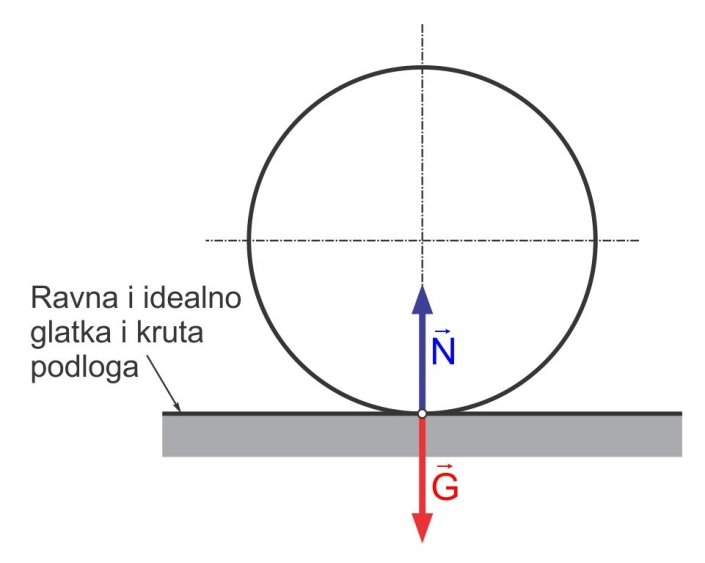 Ravna i idealno
glatka i kruta
podloga
N
G